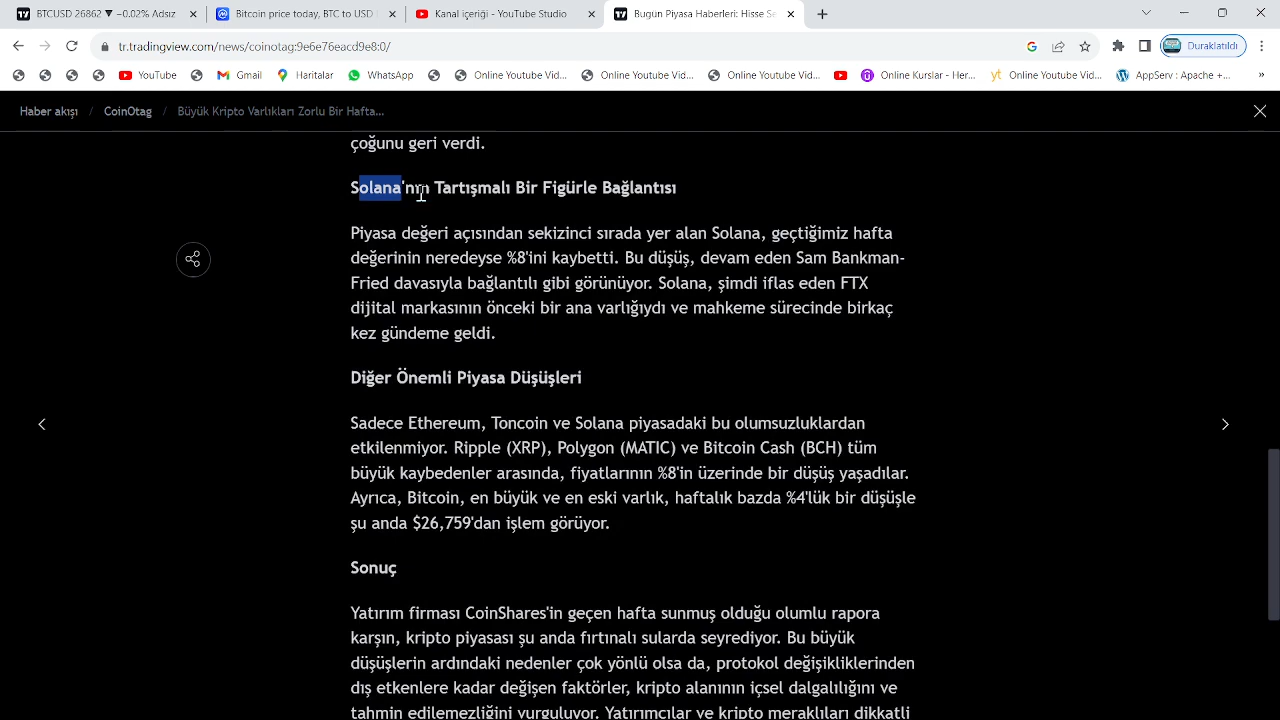 BTCUSD 26862 ▼ −0.02% Adsız
Bitcoin price today, BTC to USD l
Kanal içeriği - YouTube Studio
Bugün Piyasa Haberleri: Hisse Se
tr.tradingview.com/news/coinotag:9e6e76eacd9e8:0/
Duraklatıldı
YouTube
Gmail
Haritalar
WhatsApp
Online Youtube Vid...
Online Youtube Vid...
Online Youtube Vid...
Online Kurslar - Her...
yt Online Youtube Vid...
AppServ : Apache +...
»
Haber akışı / CoinOtag / Büyük Kripto Varlıkları Zorlu Bir Hafta...
çoğunu geri verdi.
Solana'nın Tartışmalı Bir Figürle Bağlantısı
Piyasa değeri açısından sekizinci sırada yer alan Solana, geçtiğimiz hafta
değerinin neredeyse %8'ini kaybetti. Bu düşüş, devam eden Sam Bankman-
Fried davasıyla bağlantılı gibi görünüyor. Solana, şimdi iflas eden FTX
dijital markasının önceki bir ana varlığıydı ve mahkeme sürecinde birkaç
kez gündeme geldi.
Diğer Önemli Piyasa Düşüşleri
Sadece Ethereum, Toncoin ve Solana piyasadaki bu olumsuzluklardan
etkilenmiyor. Ripple (XRP), Polygon (MATIC) ve Bitcoin Cash (BCH) tüm
büyük kaybedenler arasında, fiyatlarının %8'in üzerinde bir düşüş yaşadılar.
Ayrıca, Bitcoin, en büyük ve en eski varlık, haftalık bazda %4'lük bir düşüşle
şu anda $26,759'dan işlem görüyor.
Sonuç
Yatırım firması CoinShares'in geçen hafta sunmuş olduğu olumlu rapora
karşın, kripto piyasası şu anda fırtınalı sularda seyrediyor. Bu büyük
düşüşlerin ardındaki nedenler çok yönlü olsa da, protokol değişikliklerinden
dış etkenlere kadar değişen faktörler, kripto alanının içsel dalgalılığını ve
tahmin edilemezliğini vurguluyor. Yatırımcılar ve kripto meraklıları dikkatli